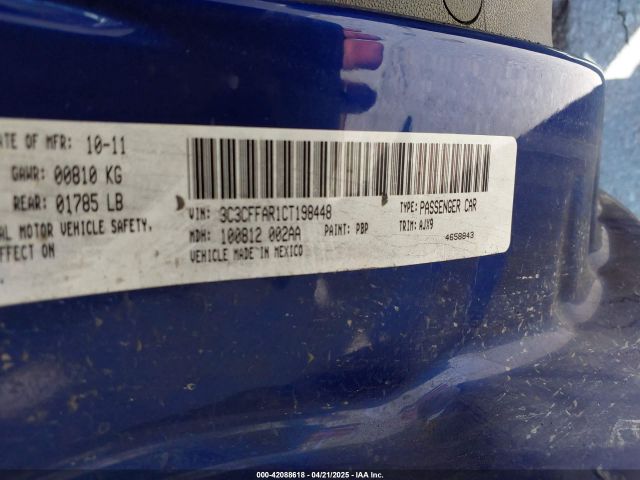 ATE OF MFR: 10-11
GAWR: 00810 KG
REAR: 01785 LB
AL MOTOR VEHICLE SAFETY.
FFECT ON
VIN: 3C3CFFAR1CT198448
TYPE: PASSENGER CAR
MDH: 100812 002AA
PAINT: PBP
TRIM: AJX9
VEHICLE MADE IN MEXICO
4658843
000-42088618 - 04/21/2025 - IAA Inc.